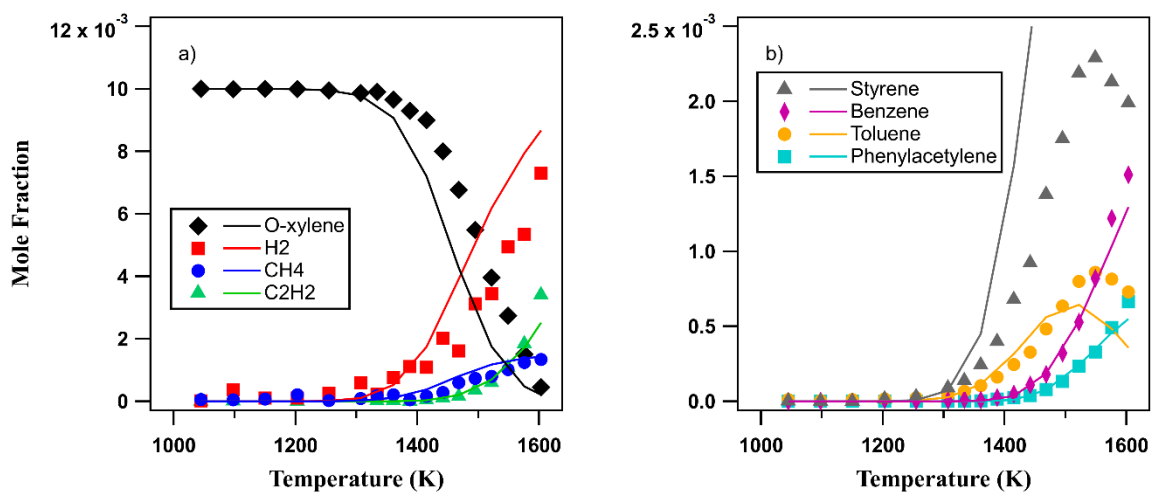 12 x 10⁻³
10
8
6
4
2
0
Mole Fraction
a)
O-xylene
H2
CH4
C2H2
1000
1200
1400
1600
Temperature (K)
2.5 x 10⁻³
2.0
1.5
1.0
0.5
0.0
b)
Styrene
Benzene
Toluene
Phenylacetylene
1000
1200
1400
1600
Temperature (K)